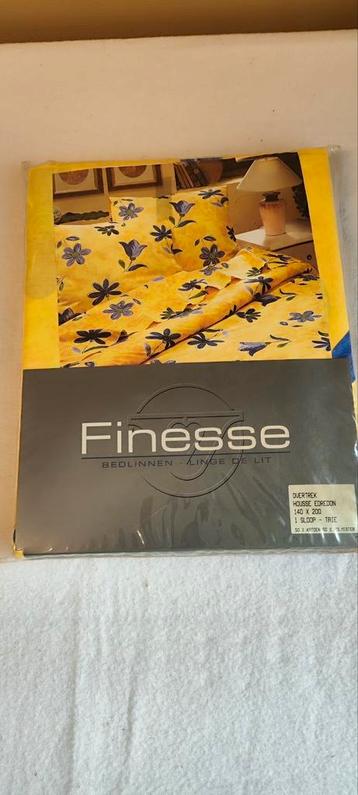 Finesse
BEDLINNEN - LINGE DE LIT
OVERTREK
HOUSSE EDREDON
140 X 200
1 SLOOP - TAIE